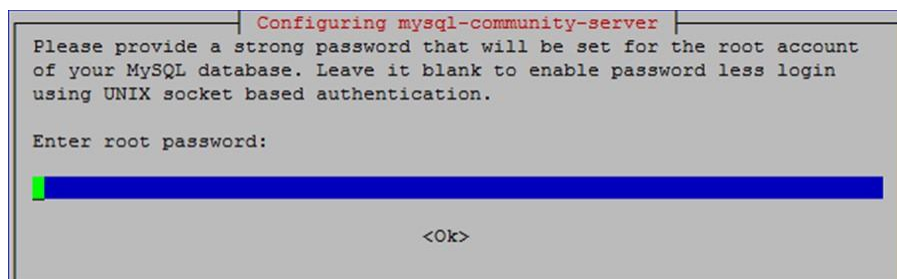 Configuring mysql-community-server
Please provide a strong password that will be set for the root account
of your MySQL database. Leave it blank to enable password less login
using UNIX socket based authentication.
Enter root password:
<Ok>